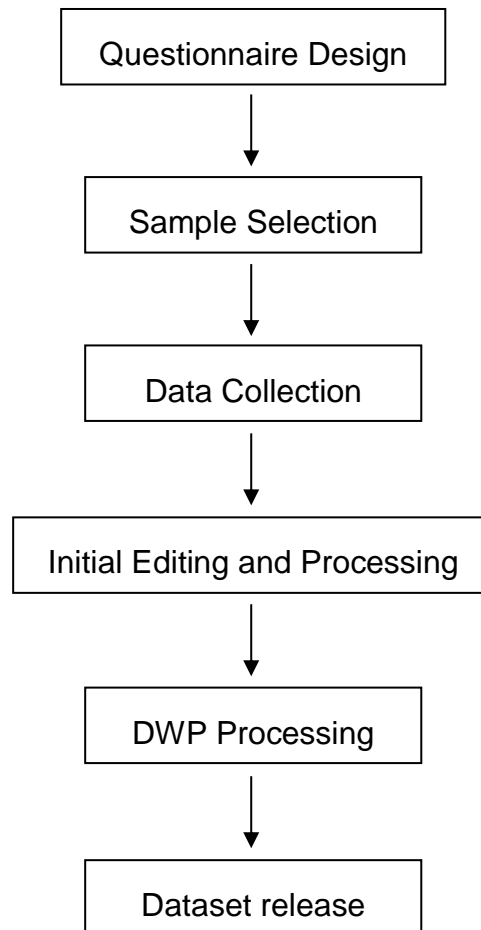 Questionnaire Design
Sample Selection
Data Collection
Initial Editing and Processing
DWP Processing
Dataset release